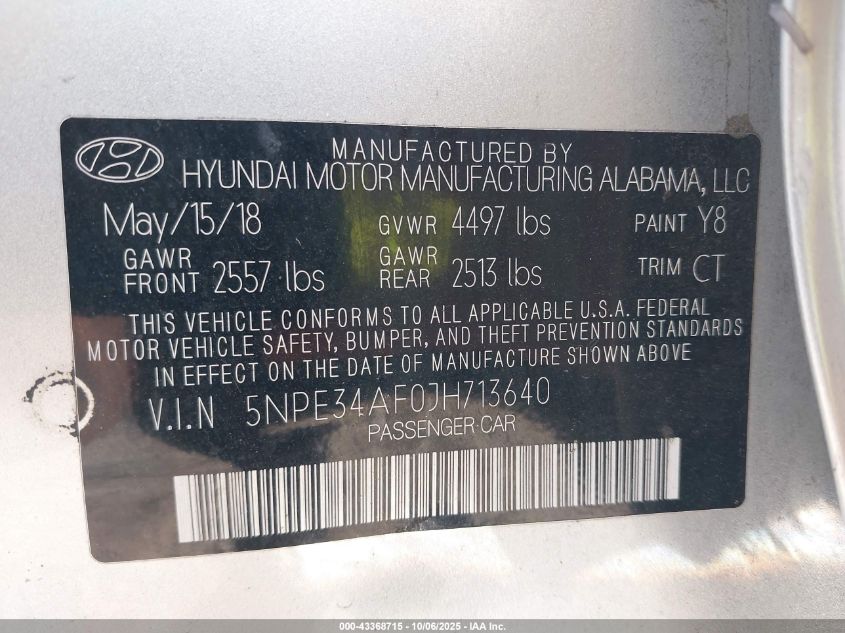 MANUFACTURED BY
HYUNDAI MOTOR MANUFACTURING ALABAMA, LLC
May/15/18 GVWR 4497 lbs PAINT Y8
GAWR FRONT 2557 lbs GAWR REAR 2513 lbs TRIM CT
THIS VEHICLE CONFORMS TO ALL APPLICABLE U.S.A. FEDERAL
MOTOR VEHICLE SAFETY, BUMPER, AND THEFT PREVENTION STANDARDS
IN EFFECT ON THE DATE OF MANUFACTURE SHOWN ABOVE
V.I.N 5NPE34AF0JH713640
PASSENGER-CAR
000-43368715 - 10/06/2025 - IAA Inc.